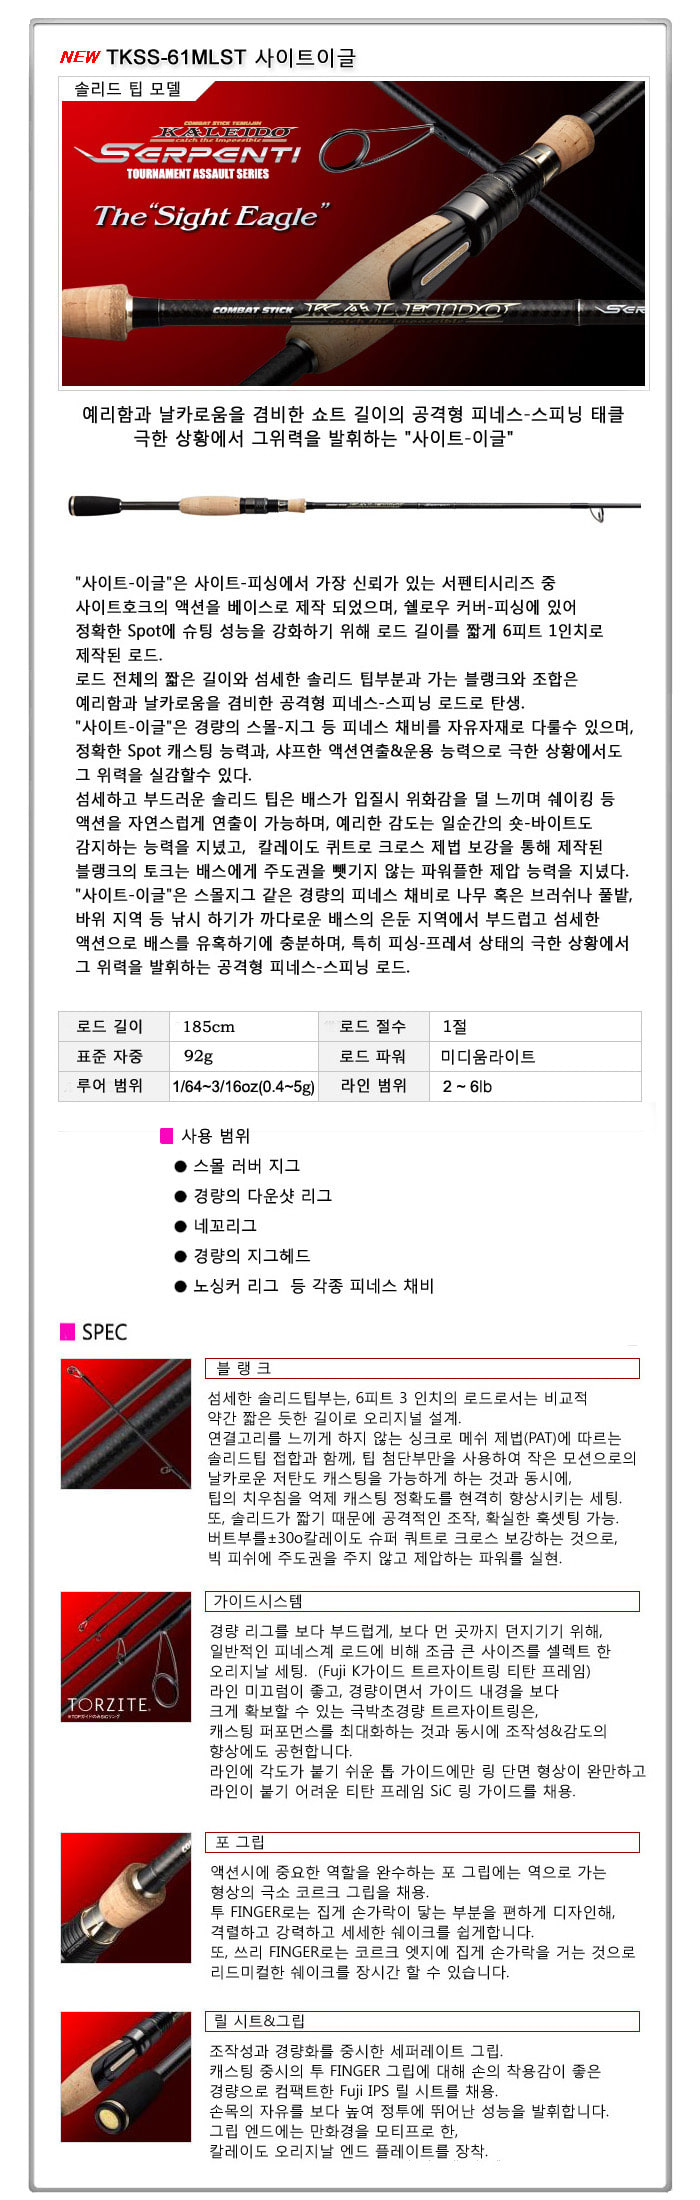 NEW TKSS-61MLST 사이트이글
솔리드 팁 모델
COMBAT STICK TEMUJIN
KALEIDO
catch the impossible
SERPENTI
TOURNAMENT ASSAULT SERIES
The "Sight Eagle"
COMBAT STICK KALEIDO SERPENTI
catch the impossible
예리함과 날카로움을 겸비한 쇼트 길이의 공격형 피네스-스피닝 태클
극한 상황에서 그위력을 발휘하는 "사이트-이글"
"사이트-이글"은 사이트-피싱에서 가장 신뢰가 있는 서펜티시리즈 중
사이트호크의 액션을 베이스로 제작 되었으며, 쉘로우 커버-피싱에 있어
정확한 Spot에 슈팅 성능을 강화하기 위해 로드 길이를 짧게 6피트 1인치로
제작된 로드.
로드 전체의 짧은 길이와 섬세한 솔리드 팁부분과 가는 블랭크와 조합은
예리함과 날카로움을 겸비한 공격형 피네스-스피닝 로드로 탄생.
"사이트-이글"은 경량의 스몰-지그 등 피네스 채비를 자유자재로 다룰수 있으며,
정확한 Spot 캐스팅 능력과, 샤프한 액션연출&운용 능력으로 극한 상황에서도
그 위력을 실감할수 있다.
섬세하고 부드러운 솔리드 팁은 배스가 입질시 위화감을 덜 느끼며 쉐이킹 등
액션을 자연스럽게 연출이 가능하며, 예리한 감도는 일순간의 숏-바이트도
감지하는 능력을 지녔고, 칼레이도 퀴트로 크로스 제법 보강을 통해 제작된
블랭크의 토크는 배스에게 주도권을 뺏기지 않는 파워플한 제압 능력을 지녔다.
"사이트-이글"은 스몰지그 같은 경량의 피네스 채비로 나무 혹은 브러쉬나 풀밭,
바위 지역 등 낚시 하기가 까다로운 배스의 은둔 지역에서 부드럽고 섬세한
액션으로 배스를 유혹하기에 충분하며, 특히 피싱-프레셔 상태의 극한 상황에서
그 위력을 발휘하는 공격형 피네스-스피닝 로드.
로드 길이 185cm 로드 절수 1절
표준 자중 92g 로드 파워 미디움라이트
루어 범위 1/64~3/16oz(0.4~5g) 라인 범위 2 ~ 6lb
■ 사용 범위
● 스몰 러버 지그
● 경량의 다운샷 리그
● 네꼬리그
● 경량의 지그헤드
● 노싱커 리그 등 각종 피네스 채비
■ SPEC
블 랭 크
섬세한 솔리드팁부는, 6피트 3 인치의 로드로서는 비교적
약간 짧은 듯한 길이로 오리지널 설계.
연결고리를 느끼게 하지 않는 싱크로 메쉬 제법(PAT)에 따르는
솔리드팁 접합과 함께, 팁 첨단부만을 사용하여 작은 모션으로의
날카로운 저탄도 캐스팅을 가능하게 하는 것과 동시에,
팁의 치우침을 억제 캐스팅 정확도를 현격히 향상시키는 세팅.
또, 솔리드가 짧기 때문에 공격적인 조작, 확실한 훅셋팅 가능.
버트부를±30o칼레이도 슈퍼 쿼트로 크로스 보강하는 것으로,
빅 피쉬에 주도권을 주지 않고 제압하는 파워를 실현.
가이드시스템
경량 리그를 보다 부드럽게, 보다 먼 곳까지 던지기기 위해,
일반적인 피네스계 로드에 비해 조금 큰 사이즈를 셀렉트 한
오리지날 세팅. (Fuji K가이드 트르자이트링 티탄 프레임)
라인 미끄럼이 좋고, 경량이면서 가이드 내경을 보다
크게 확보할 수 있는 극박초경량 트르자이트링은,
캐스팅 퍼포먼스를 최대화하는 것과 동시에 조작성&감도의
향상에도 공헌합니다.
라인에 각도가 붙기 쉬운 톱 가이드에만 링 단면 형상이 완만하고
라인이 붙기 어려운 티탄 프레임 SiC 링 가이드를 채용.
TORZITE
※TOPガイドのみSiCリング
포 그립
액션시에 중요한 역할을 완수하는 포 그립에는 역으로 가는
형상의 극소 코르크 그립을 채용.
투 FINGER로는 집게 손가락이 닿는 부분을 편하게 디자인해,
격렬하고 강력하고 세세한 쉐이크를 쉽게합니다.
또, 쓰리 FINGER로는 코르크 엣지에 집게 손가락을 거는 것으로
리드미컬한 쉐이크를 장시간 할 수 있습니다.
릴 시트&그립
조작성과 경량화를 중시한 세퍼레이트 그립.
캐스팅 중시의 투 FINGER 그립에 대해 손의 착용감이 좋은
경량으로 컴팩트한 Fuji IPS 릴 시트를 채용.
손목의 자유를 보다 높여 정투에 뛰어난 성능을 발휘합니다.
그립 엔드에는 만화경을 모티프로 한,
칼레이도 오리지날 엔드 플레이트를 장착.